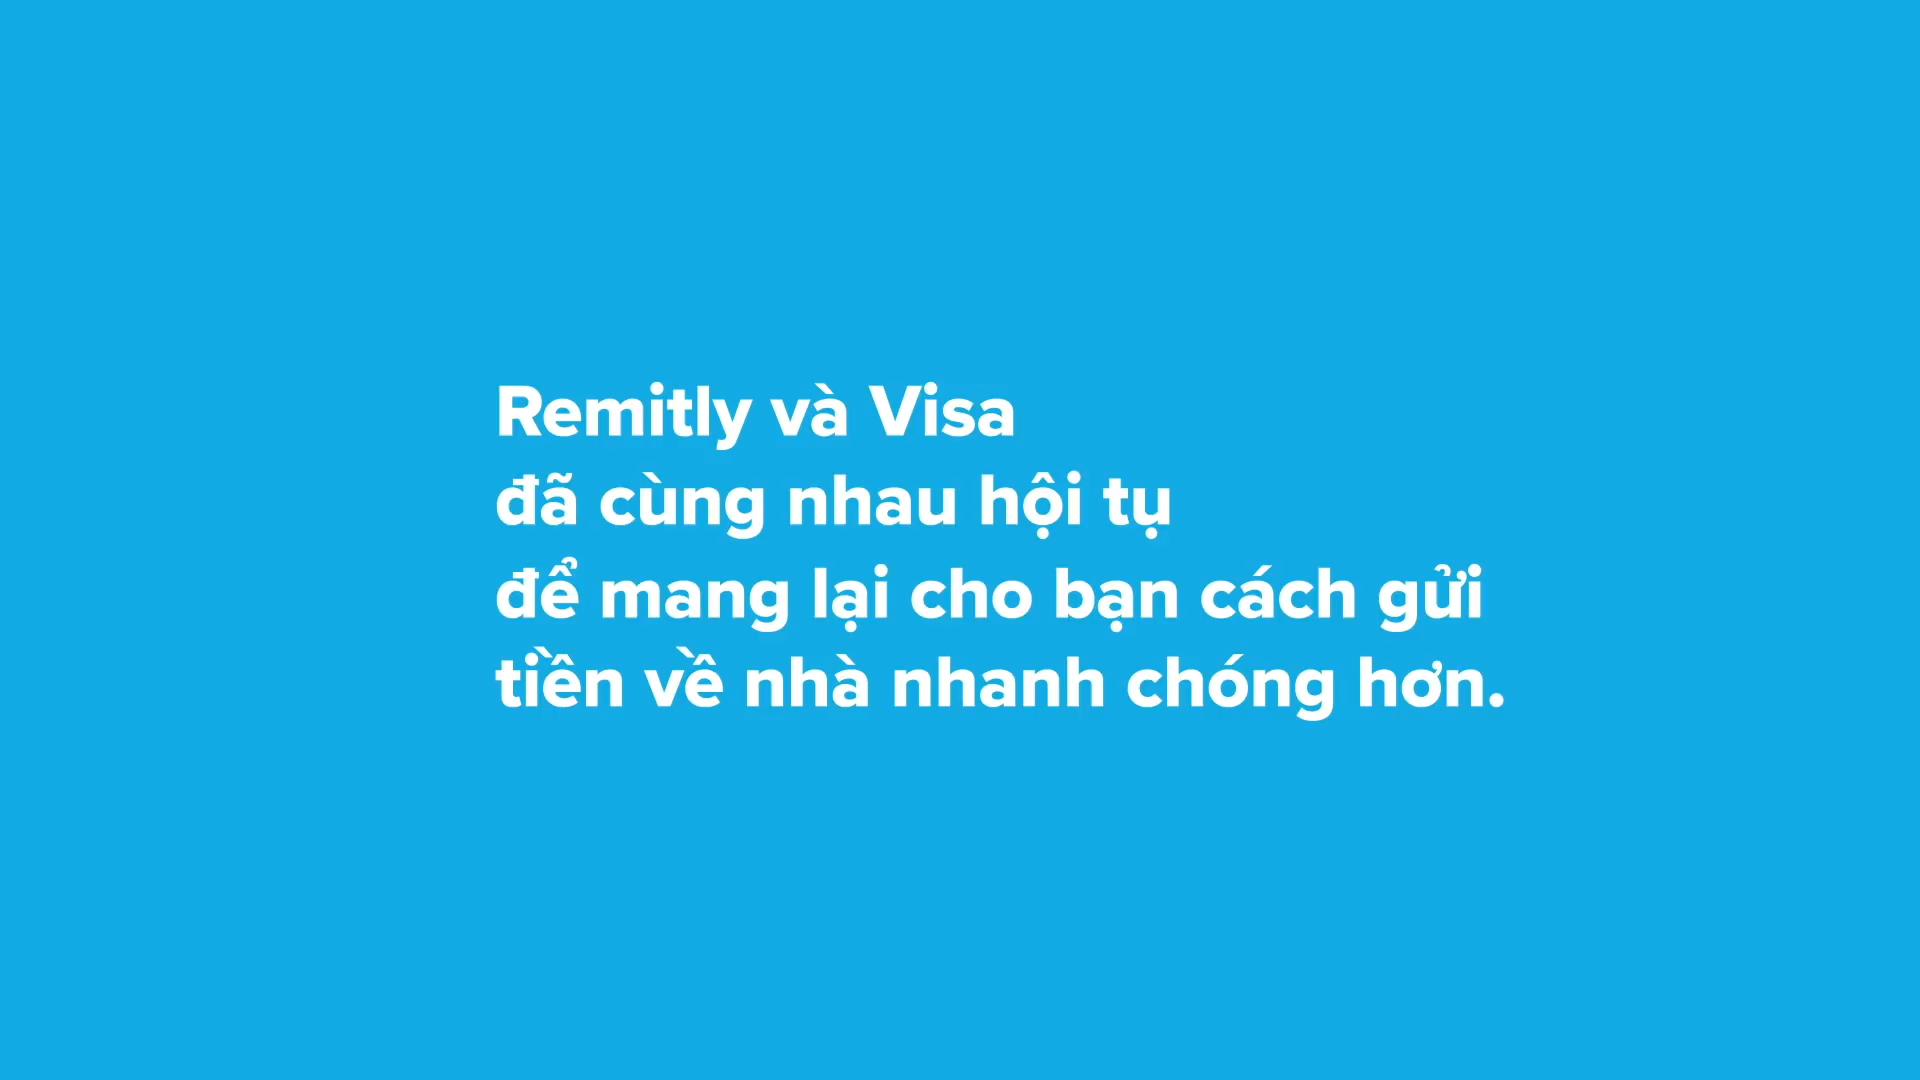 Remitly và Visa
đã cùng nhau hội tụ
để mang lại cho bạn cách gửi
tiền về nhà nhanh chóng hơn.